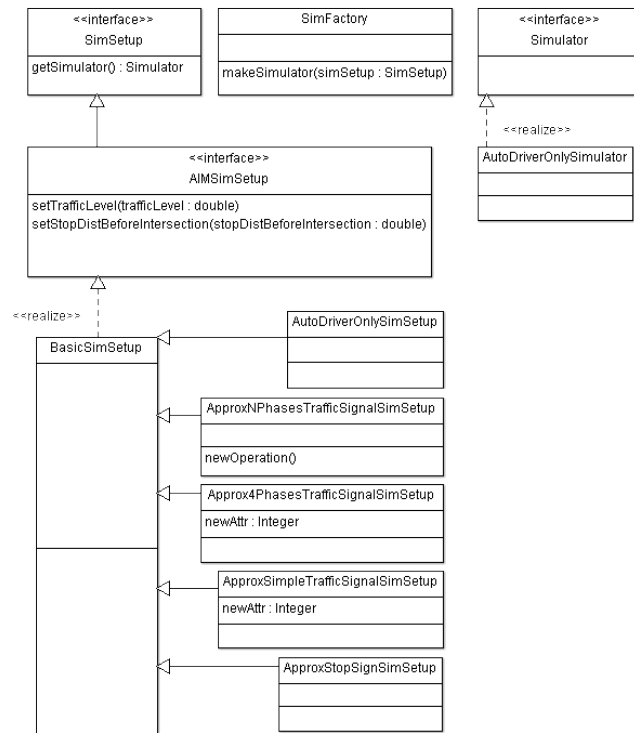 <<interface>>
SimSetup
getSimulator() : Simulator
SimFactory
makeSimulator(simSetup : SimSetup)
<<interface>>
Simulator
<<realize>>
AutoDriverOnlySimulator
<<interface>>
AIMSimSetup
setTrafficLevel(trafficLevel : double)
setStopDistBeforeIntersection(stopDistBeforeIntersection : double)
<<realize>>
BasicSimSetup
AutoDriverOnlySimSetup
ApproxNPhasesTrafficSignalSimSetup
newOperation()
Approx4PhasesTrafficSignalSimSetup
newAttr : Integer
ApproxSimpleTrafficSignalSimSetup
newAttr : Integer
ApproxStopSignSimSetup